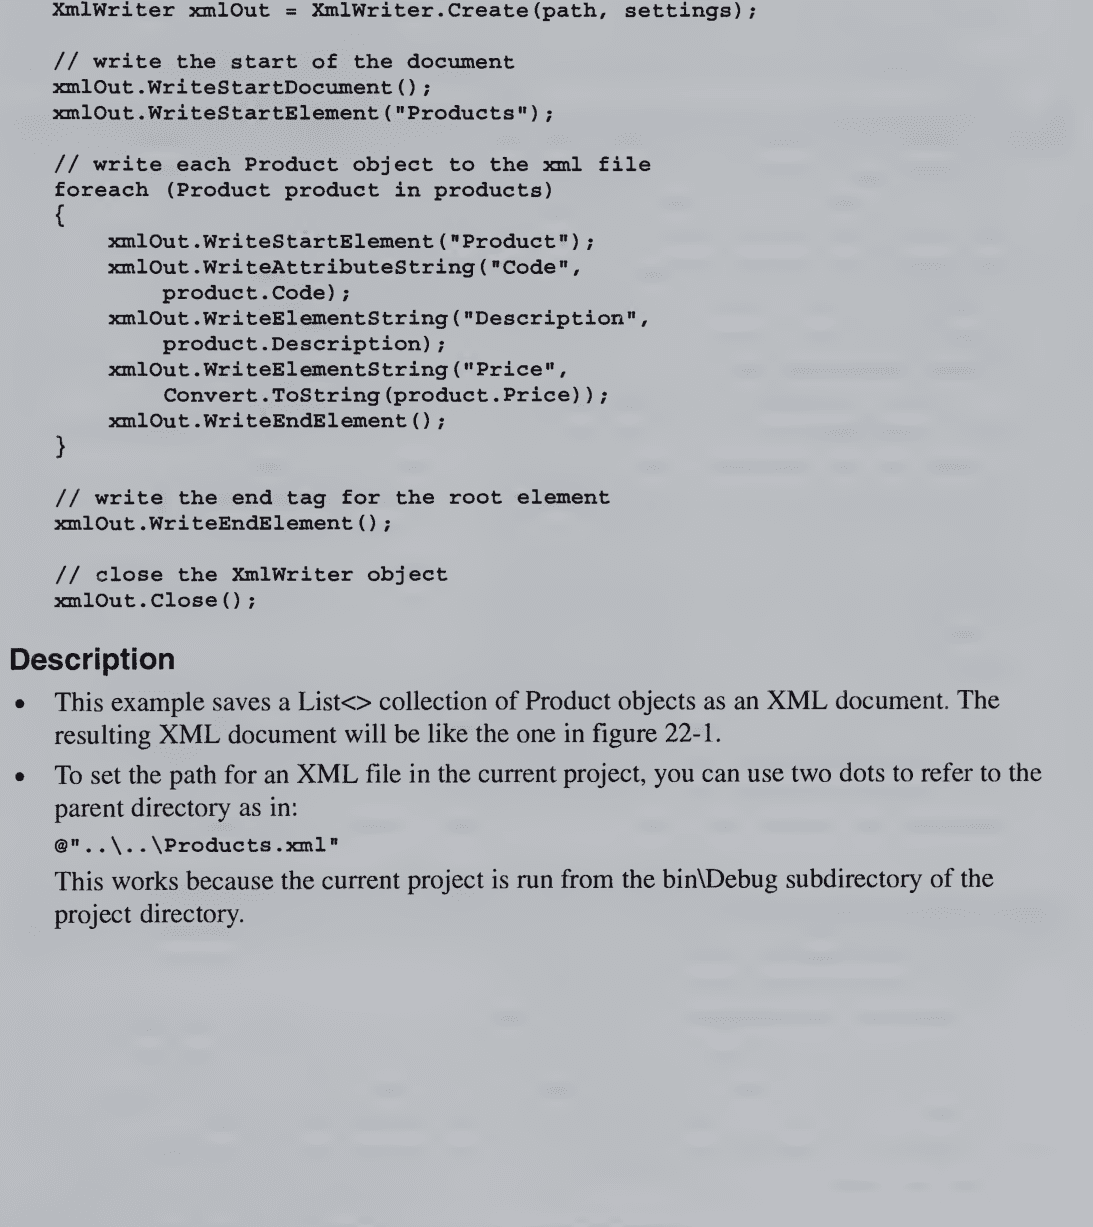 XmlWriter xmlOut = XmlWriter.Create(path, settings);
// write the start of the document
xmlOut.WriteStartDocument();
xmlOut.WriteStartElement("Products");
// write each Product object to the xml file
foreach (Product product in products)
{
xmlOut.WriteStartElement("Product");
xmlOut.WriteAttributeString("Code",
product.Code);
xmlOut.WriteElementString("Description",
product.Description);
xmlOut.WriteElementString("Price",
Convert.ToString(product.Price));
xmlOut.WriteEndElement();
}
// write the end tag for the root element
xmlOut.WriteEndElement();
// close the XmlWriter object
xmlOut.Close();
Description
• This example saves a List<> collection of Product objects as an XML document. The
resulting XML document will be like the one in figure 22-1.
• To set the path for an XML file in the current project, you can use two dots to refer to the
parent directory as in:
@"..\..\Products.xml"
This works because the current project is run from the bin\Debug subdirectory of the
project directory.